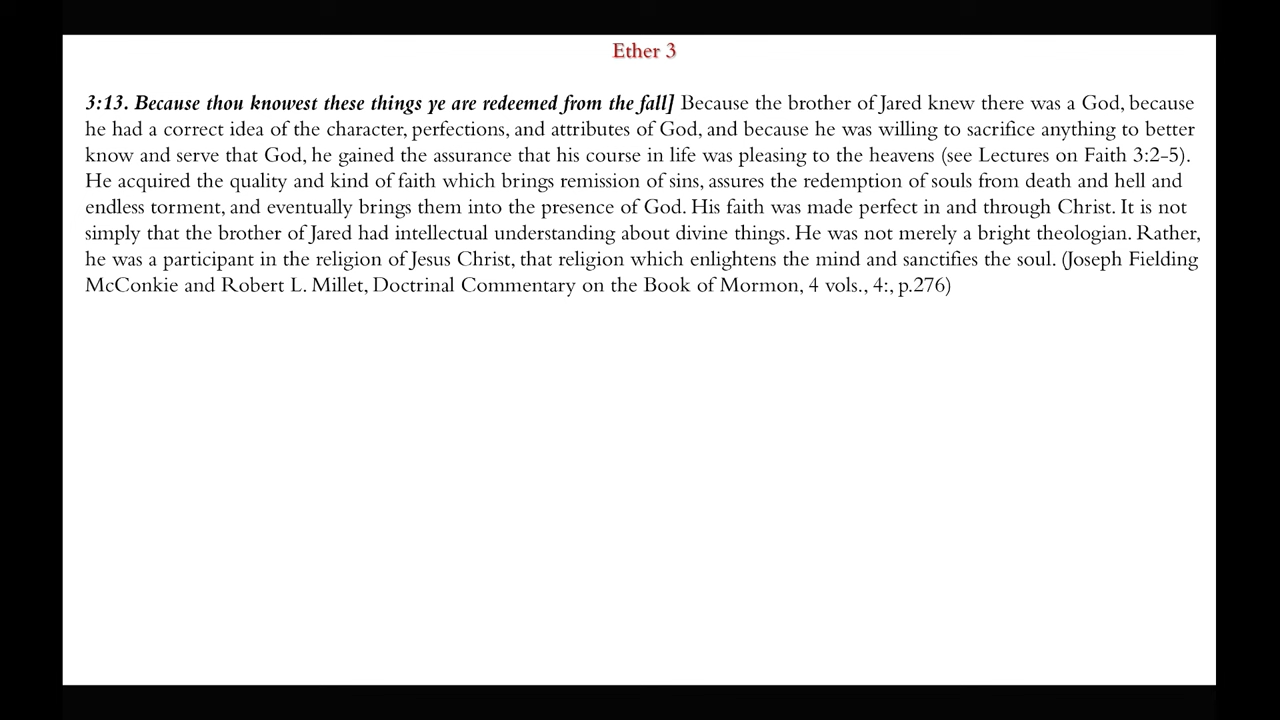 Ether 3
3:13. Because thou knowest these things ye are redeemed from the fall] Because the brother of Jared knew there was a God, because
he had a correct idea of the character, perfections, and attributes of God, and because he was willing to sacrifice anything to better
know and serve that God, he gained the assurance that his course in life was pleasing to the heavens (see Lectures on Faith 3:2-5).
He acquired the quality and kind of faith which brings remission of sins, assures the redemption of souls from death and hell and
endless torment, and eventually brings them into the presence of God. His faith was made perfect in and through Christ. It is not
simply that the brother of Jared had intellectual understanding about divine things. He was not merely a bright theologian. Rather,
he was a participant in the religion of Jesus Christ, that religion which enlightens the mind and sanctifies the soul. (Joseph Fielding
McConkie and Robert L. Millet, Doctrinal Commentary on the Book of Mormon, 4 vols., 4:, p.276)